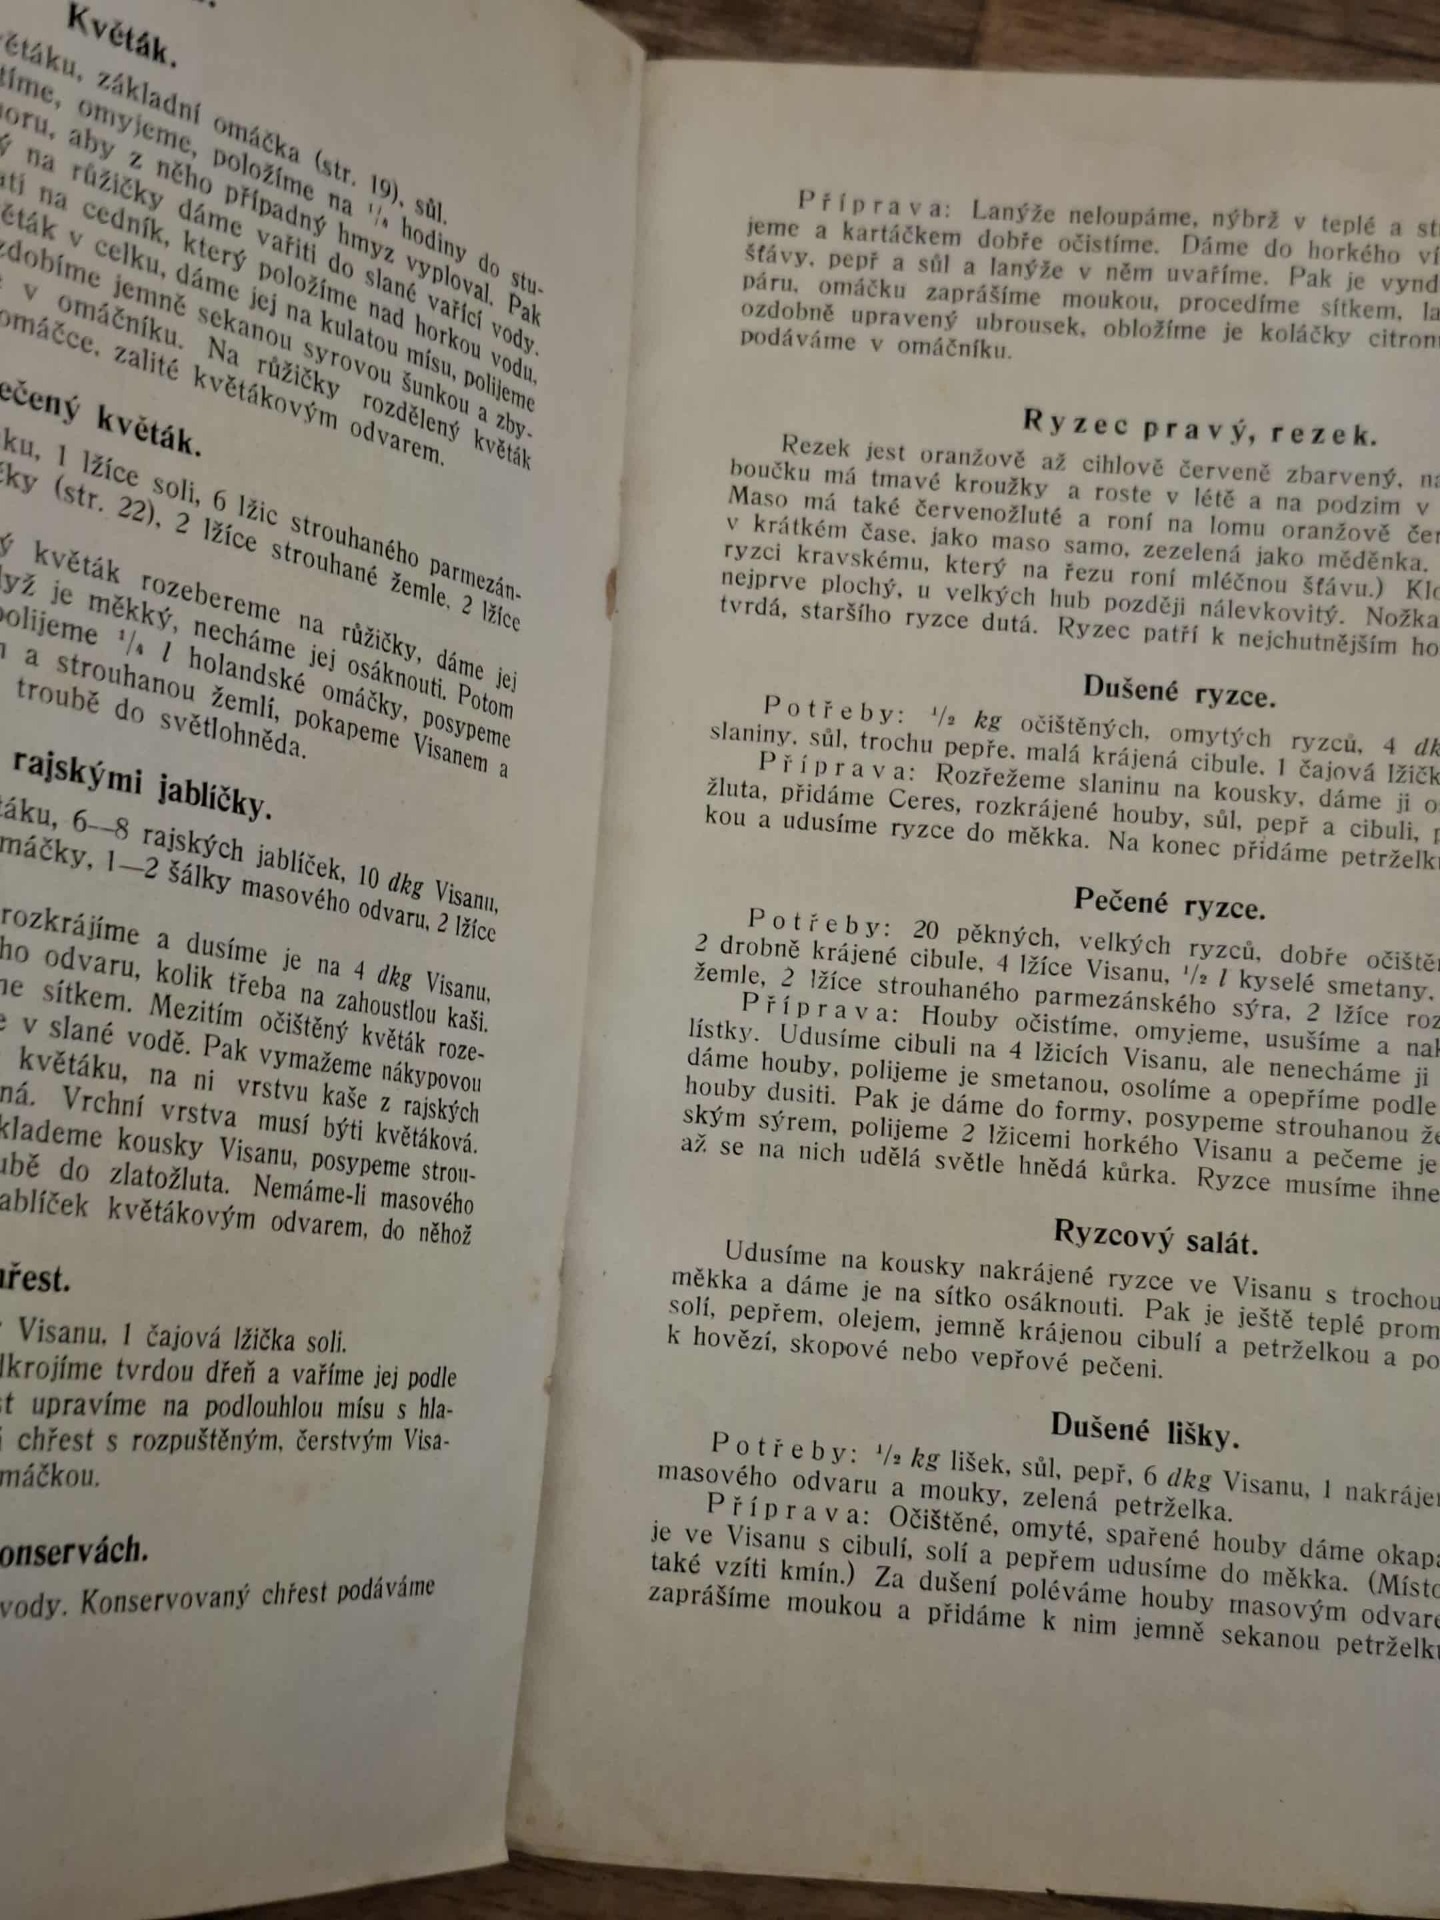 Květák.
květáku, základní omáčka (str. 19), sůl.
omyjeme, položíme na ¹/₄ hodiny do stu-
aby z něho případný hmyz vyploval. Pak
na růžičky dáme vařiti do slané vařící vody.
na cedník, který položíme nad horkou vodu,
v celku, dáme jej na kulatou mísu, polijeme
zdobíme jemně sekanou syrovou šunkou a zby-
v omáčníku. Na růžičky rozdělený květák
omáčce, zalité květákovým odvarem.
ečený květák.
ku, 1 lžíce soli, 6 lžic strouhaného parmezán-
čky (str. 22), 2 lžíce strouhané žemle, 2 lžíce
ý květák rozebereme na růžičky, dáme jej
dyž je měkký, necháme jej osáknouti. Potom
polijeme ¹/₄ l holandské omáčky, posypeme
a strouhanou žemlí, pokapeme Visanem a
troubě do světlohněda.
rajskými jablíčky.
áku, 6—8 rajských jablíček, 10 dkg Visanu,
máčky, 1—2 šálky masového odvaru, 2 lžíce
rozkrájíme a dusíme je na 4 dkg Visanu,
ho odvaru, kolik třeba na zahoustlou kaši.
me sítkem. Mezitím očištěný květák roze-
e v slané vodě. Pak vymažeme nákypovou
květáku, na ni vrstvu kaše z rajských
ná. Vrchní vrstva musí býti květáková.
klademe kousky Visanu, posypeme strou-
ubě do zlatožluta. Nemáme-li masového
jablíček květákovým odvarem, do něhož
hřest.
Visanu, 1 čajová lžička soli.
dkrojíme tvrdou dřeň a vaříme jej podle
st upravíme na podlouhlou mísu s hla-
chřest s rozpuštěným, čerstvým Visa-
máčkou.
onservách.
vody. Konservovaný chřest podáváme
Příprava: Lanýže neloupáme, nýbrž v teplé a st
jeme a kartáčkem dobře očistíme. Dáme do horkého ví
šťávy, pepř a sůl a lanýže v něm uvaříme. Pak je vynd
páru, omáčku zaprášíme moukou, procedíme sítkem, la
ozdobně upravený ubrousek, obložíme je koláčky citron
podáváme v omáčníku.
Ryzec pravý, rezek.
Rezek jest oranžově až cihlově červeně zbarvený, na
boučku má tmavé kroužky a roste v létě a na podzim v
Maso má také červenožluté a roní na lomu oranžově čer
v krátkém čase, jako maso samo, zezelená jako měděnka.
ryzci kravskému, který na řezu roní mléčnou šťávu.) Klo
nejprve plochý, u velkých hub později nálevkovitý. Nožka
tvrdá, staršího ryzce dutá. Ryzec patří k nejchutnějším ho
Dušené ryzce.
Potřeby: ¹/₂ kg očištěných, omytých ryzců, 4 dk
slaniny, sůl, trochu pepře, malá krájená cibule, 1 čajová lžičk
Příprava: Rozřežeme slaninu na kousky, dáme ji o
žluta, přidáme Ceres, rozkrájené houby, sůl, pepř a cibuli, p
kou a udusíme ryzce do měkka. Na konec přidáme petrželk
Pečené ryzce.
Potřeby: 20 pěkných, velkých ryzců, dobře očištěn
2 drobně krájené cibule, 4 lžíce Visanu, ¹/₂ l kyselé smetany,
žemle, 2 lžíce strouhaného parmezánského sýra, 2 lžíce roz
Příprava: Houby očistíme, omyjeme, usušíme a nak
lístky. Udusíme cibuli na 4 lžicích Visanu, ale nenecháme ji
dáme houby, polijeme je smetanou, osolíme a opepříme podle
houby dusiti. Pak je dáme do formy, posypeme strouhanou že
ským sýrem, polijeme 2 lžicemi horkého Visanu a pečeme je
až se na nich udělá světle hnědá kůrka. Ryzce musíme ihne
Ryzcový salát.
Udusíme na kousky nakrájené ryzce ve Visanu s trochou
měkka a dáme je na sítko osáknouti. Pak je ještě teplé prom
solí, pepřem, olejem, jemně krájenou cibulí a petrželkou a po
k hovězí, skopové nebo vepřové pečeni.
Dušené lišky.
Potřeby: ¹/₂ kg lišek, sůl, pepř, 6 dkg Visanu, 1 nakrájen
masového odvaru a mouky, zelená petrželka.
Příprava: Očištěné, omyté, spařené houby dáme okapa
je ve Visanu s cibulí, solí a pepřem udusíme do měkka. (Místo
také vzíti kmín.) Za dušení poléváme houby masovým odvare
zaprášíme moukou a přidáme k nim jemně sekanou petrželk